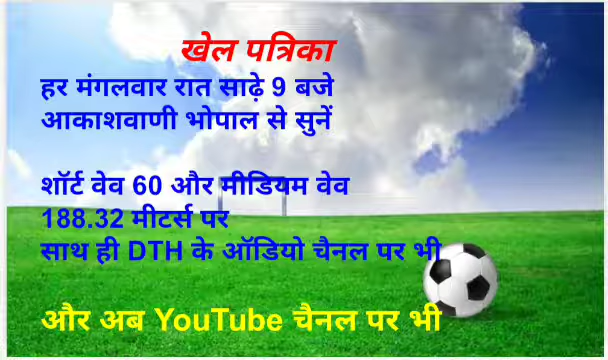 खेल पत्रिका
हर मंगलवार रात साढ़े 9 बजे
आकाशवाणी भोपाल से सुनें
शॉर्ट वेव 60 और मीडियम वेव
188.32 मीटर्स पर
साथ ही DTH के ऑडियो चैनल पर भी
और अब YouTube चैनल पर भी